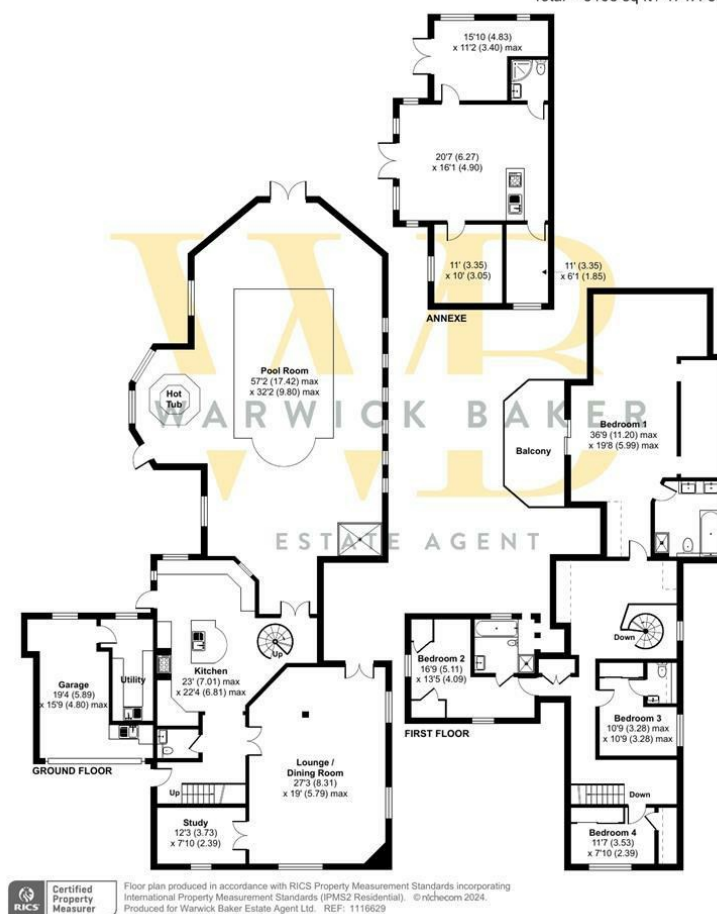 15'10 (4.83)
x 11'2 (3.40) max
20'7 (6.27)
x 16'1 (4.90)
11' (3.35)
x 10' (3.05)
11' (3.35)
x 6'1 (1.85)
ANNEXE
Pool Room
57'2 (17.42) max
x 32'2 (9.80) max
Hot
Tub
WARWICK BAKER
ESTATE AGENT
Balcony
Bedroom 1
36'9 (11.20) max
x 19'8 (5.99) max
Down
Up
Kitchen
23' (7.01) max
x 22'4 (6.81) max
Garage
19'4 (5.89)
x 15'9 (4.80) max
Utility
GROUND FLOOR
Bedroom 2
16'9 (5.11)
x 13'5 (4.09)
FIRST FLOOR
Bedroom 3
10'9 (3.28) max
x 10'9 (3.28) max
Lounge /
Dining Room
27'3 (8.31)
x 19' (5.79) max
Up
Study
12'3 (3.73)
x 7'10 (2.39)
Down
Bedroom 4
11'7 (3.53)
x 7'10 (2.39)
RICS
Certified
Property
Measurer
Floor plan produced in accordance with RICS Property Measurement Standards incorporating
International Property Measurement Standards (IPMS2 Residential). © nichecom 2024.
Produced for Warwick Baker Estate Agent Ltd. REF: 1116629